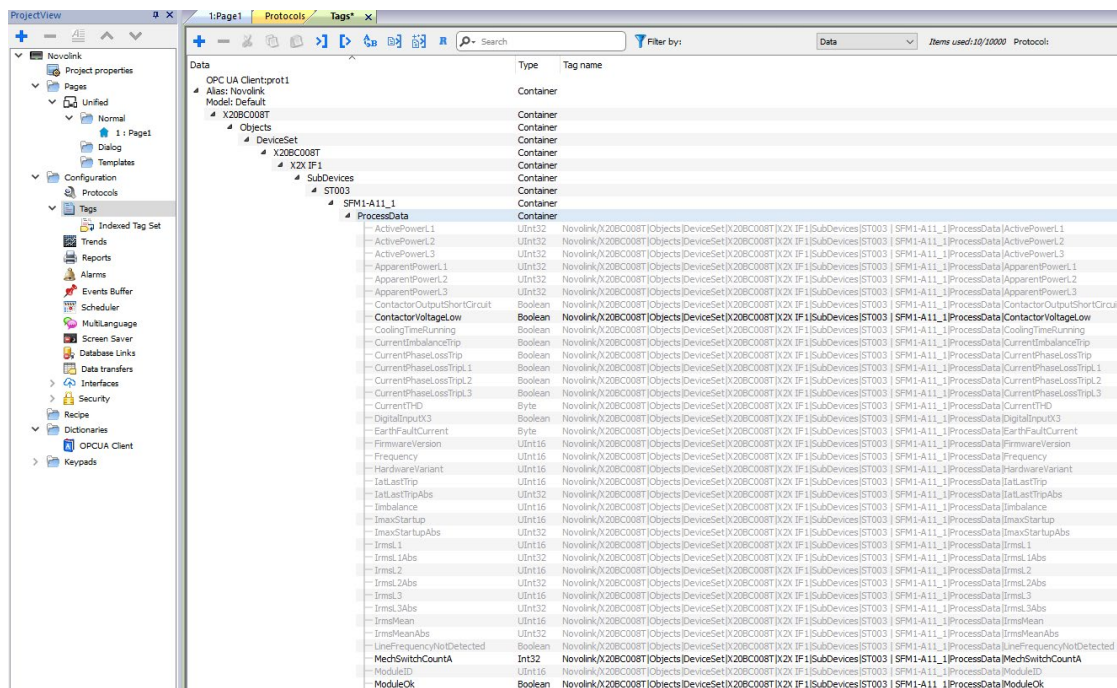 ProjectView
Novolink
Project properties
Pages
Unified
Normal
1 : Page1
Dialog
Templates
Configuration
Protocols
Tags
Indexed Tag Set
Trends
Reports
Alarms
Events Buffer
Scheduler
MultiLanguage
Screen Saver
Database Links
Data transfers
Interfaces
Security
Recipe
Dictionaries
OPCUA Client
Keypads
1:Page1 Protocols Tags* x
Search Filter by: Data Items used:10/10000 Protocol:
Data Type Tag name
OPC UA Client:prot1
Alias: Novolink Container
Model: Default
X20BC008T Container
Objects Container
DeviceSet Container
X20BC008T Container
X2X IF1 Container
SubDevices Container
ST003 Container
SFM1-A11_1 Container
ProcessData Container
ActivePowerL1 UInt32 Novolink/X20BC008T|Objects|DeviceSet|X20BC008T|X2X IF1|SubDevices|ST003 | SFM1-A11_1|ProcessData|ActivePowerL1
ActivePowerL2 UInt32 Novolink/X20BC008T|Objects|DeviceSet|X20BC008T|X2X IF1|SubDevices|ST003 | SFM1-A11_1|ProcessData|ActivePowerL2
ActivePowerL3 UInt32 Novolink/X20BC008T|Objects|DeviceSet|X20BC008T|X2X IF1|SubDevices|ST003 | SFM1-A11_1|ProcessData|ActivePowerL3
ApparentPowerL1 UInt32 Novolink/X20BC008T|Objects|DeviceSet|X20BC008T|X2X IF1|SubDevices|ST003 | SFM1-A11_1|ProcessData|ApparentPowerL1
ApparentPowerL2 UInt32 Novolink/X20BC008T|Objects|DeviceSet|X20BC008T|X2X IF1|SubDevices|ST003 | SFM1-A11_1|ProcessData|ApparentPowerL2
ApparentPowerL3 UInt32 Novolink/X20BC008T|Objects|DeviceSet|X20BC008T|X2X IF1|SubDevices|ST003 | SFM1-A11_1|ProcessData|ApparentPowerL3
ContactorOutputShortCircuit Boolean Novolink/X20BC008T|Objects|DeviceSet|X20BC008T|X2X IF1|SubDevices|ST003 | SFM1-A11_1|ProcessData|ContactorOutputShortCircui
ContactorVoltageLow Boolean Novolink/X20BC008T|Objects|DeviceSet|X20BC008T|X2X IF1|SubDevices|ST003 | SFM1-A11_1|ProcessData|ContactorVoltageLow
CoolingTimeRunning Boolean Novolink/X20BC008T|Objects|DeviceSet|X20BC008T|X2X IF1|SubDevices|ST003 | SFM1-A11_1|ProcessData|CoolingTimeRunning
CurrentImbalanceTrip Boolean Novolink/X20BC008T|Objects|DeviceSet|X20BC008T|X2X IF1|SubDevices|ST003 | SFM1-A11_1|ProcessData|CurrentImbalanceTrip
CurrentPhaseLossTrip Boolean Novolink/X20BC008T|Objects|DeviceSet|X20BC008T|X2X IF1|SubDevices|ST003 | SFM1-A11_1|ProcessData|CurrentPhaseLossTrip
CurrentPhaseLossTripL1 Boolean Novolink/X20BC008T|Objects|DeviceSet|X20BC008T|X2X IF1|SubDevices|ST003 | SFM1-A11_1|ProcessData|CurrentPhaseLossTripL1
CurrentPhaseLossTripL2 Boolean Novolink/X20BC008T|Objects|DeviceSet|X20BC008T|X2X IF1|SubDevices|ST003 | SFM1-A11_1|ProcessData|CurrentPhaseLossTripL2
CurrentPhaseLossTripL3 Boolean Novolink/X20BC008T|Objects|DeviceSet|X20BC008T|X2X IF1|SubDevices|ST003 | SFM1-A11_1|ProcessData|CurrentPhaseLossTripL3
CurrentTHD Byte Novolink/X20BC008T|Objects|DeviceSet|X20BC008T|X2X IF1|SubDevices|ST003 | SFM1-A11_1|ProcessData|CurrentTHD
DigitalInputX3 Boolean Novolink/X20BC008T|Objects|DeviceSet|X20BC008T|X2X IF1|SubDevices|ST003 | SFM1-A11_1|ProcessData|DigitalInputX3
EarthFaultCurrent Byte Novolink/X20BC008T|Objects|DeviceSet|X20BC008T|X2X IF1|SubDevices|ST003 | SFM1-A11_1|ProcessData|EarthFaultCurrent
FirmwareVersion UInt16 Novolink/X20BC008T|Objects|DeviceSet|X20BC008T|X2X IF1|SubDevices|ST003 | SFM1-A11_1|ProcessData|FirmwareVersion
Frequency UInt16 Novolink/X20BC008T|Objects|DeviceSet|X20BC008T|X2X IF1|SubDevices|ST003 | SFM1-A11_1|ProcessData|Frequency
HardwareVariant UInt16 Novolink/X20BC008T|Objects|DeviceSet|X20BC008T|X2X IF1|SubDevices|ST003 | SFM1-A11_1|ProcessData|HardwareVariant
IatLastTrip UInt16 Novolink/X20BC008T|Objects|DeviceSet|X20BC008T|X2X IF1|SubDevices|ST003 | SFM1-A11_1|ProcessData|IatLastTrip
IatLastTripAbs UInt32 Novolink/X20BC008T|Objects|DeviceSet|X20BC008T|X2X IF1|SubDevices|ST003 | SFM1-A11_1|ProcessData|IatLastTripAbs
Iimbalance UInt16 Novolink/X20BC008T|Objects|DeviceSet|X20BC008T|X2X IF1|SubDevices|ST003 | SFM1-A11_1|ProcessData|Iimbalance
ImaxStartup UInt16 Novolink/X20BC008T|Objects|DeviceSet|X20BC008T|X2X IF1|SubDevices|ST003 | SFM1-A11_1|ProcessData|ImaxStartup
ImaxStartupAbs UInt32 Novolink/X20BC008T|Objects|DeviceSet|X20BC008T|X2X IF1|SubDevices|ST003 | SFM1-A11_1|ProcessData|ImaxStartupAbs
IrmsL1 UInt16 Novolink/X20BC008T|Objects|DeviceSet|X20BC008T|X2X IF1|SubDevices|ST003 | SFM1-A11_1|ProcessData|IrmsL1
IrmsL1Abs UInt32 Novolink/X20BC008T|Objects|DeviceSet|X20BC008T|X2X IF1|SubDevices|ST003 | SFM1-A11_1|ProcessData|IrmsL1Abs
IrmsL2 UInt16 Novolink/X20BC008T|Objects|DeviceSet|X20BC008T|X2X IF1|SubDevices|ST003 | SFM1-A11_1|ProcessData|IrmsL2
IrmsL2Abs UInt32 Novolink/X20BC008T|Objects|DeviceSet|X20BC008T|X2X IF1|SubDevices|ST003 | SFM1-A11_1|ProcessData|IrmsL2Abs
IrmsL3 UInt16 Novolink/X20BC008T|Objects|DeviceSet|X20BC008T|X2X IF1|SubDevices|ST003 | SFM1-A11_1|ProcessData|IrmsL3
IrmsL3Abs UInt32 Novolink/X20BC008T|Objects|DeviceSet|X20BC008T|X2X IF1|SubDevices|ST003 | SFM1-A11_1|ProcessData|IrmsL3Abs
IrmsMean UInt16 Novolink/X20BC008T|Objects|DeviceSet|X20BC008T|X2X IF1|SubDevices|ST003 | SFM1-A11_1|ProcessData|IrmsMean
IrmsMeanAbs UInt32 Novolink/X20BC008T|Objects|DeviceSet|X20BC008T|X2X IF1|SubDevices|ST003 | SFM1-A11_1|ProcessData|IrmsMeanAbs
LineFrequencyNotDetected Boolean Novolink/X20BC008T|Objects|DeviceSet|X20BC008T|X2X IF1|SubDevices|ST003 | SFM1-A11_1|ProcessData|LineFrequencyNotDetected
MechSwitchCountA Int32 Novolink/X20BC008T|Objects|DeviceSet|X20BC008T|X2X IF1|SubDevices|ST003 | SFM1-A11_1|ProcessData|MechSwitchCountA
ModuleID UInt16 Novolink/X20BC008T|Objects|DeviceSet|X20BC008T|X2X IF1|SubDevices|ST003 | SFM1-A11_1|ProcessData|ModuleID
ModuleOk Boolean Novolink/X20BC008T|Objects|DeviceSet|X20BC008T|X2X IF1|SubDevices|ST003 | SFM1-A11_1|ProcessData|ModuleOk